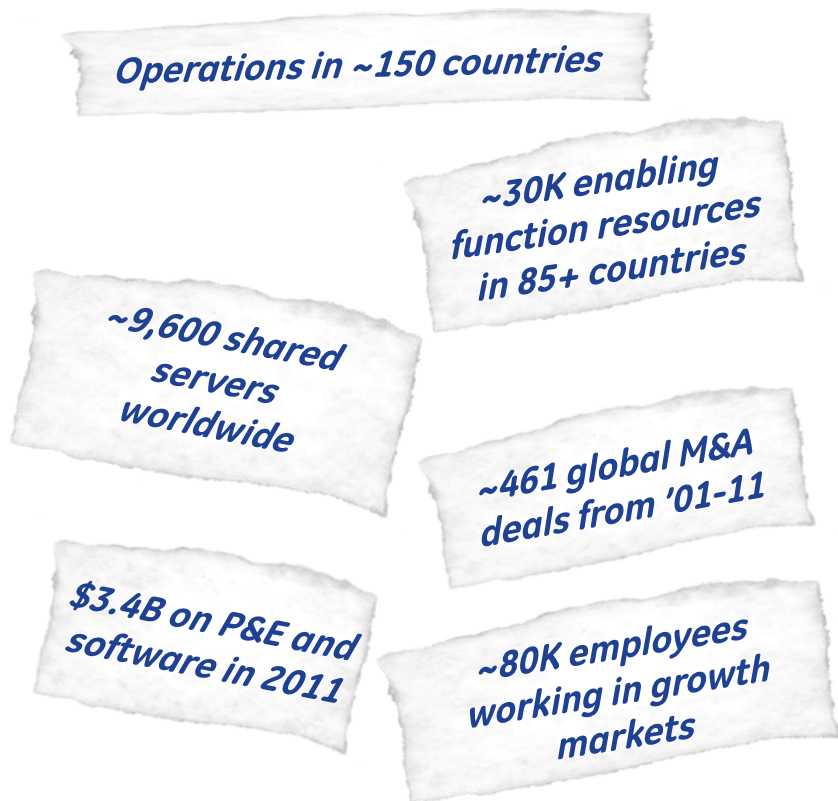 Operations in ~150 countries
~30K enabling
function resources
in 85+ countries
~9,600 shared
servers
worldwide
~461 global M&A
deals from ’01-11
$3.4B on P&E and
software in 2011
~80K employees
working in growth
markets